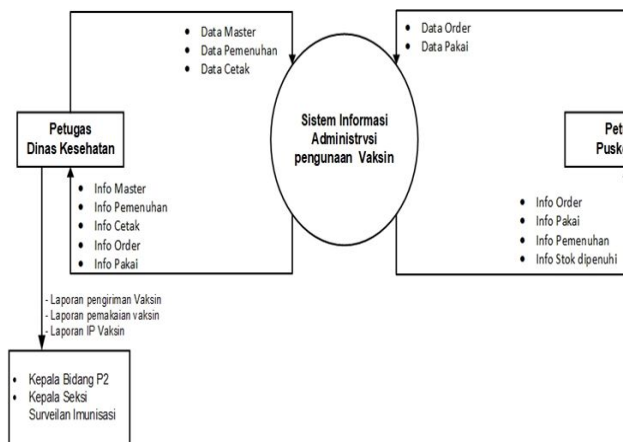 • Data Master
• Data Pemenuhan
• Data Cetak
• Data Order
• Data Pakai
Sistem Informasi
Administrvsi
pengunaan Vaksin
Petugas
Dinas Kesehatan
• Info Master
• Info Pemenuhan
• Info Cetak
• Info Order
• Info Pakai
• Info Order
• Info Pakai
• Info Pemenuhan
• Info Stok dipenuhi
- Laporan pengiriman Vaksin
- Laporan pemakaian vaksin
- Laporan IP Vaksin
• Kepala Bidang P2
• Kepala Seksi
Surveilan Imunisasi